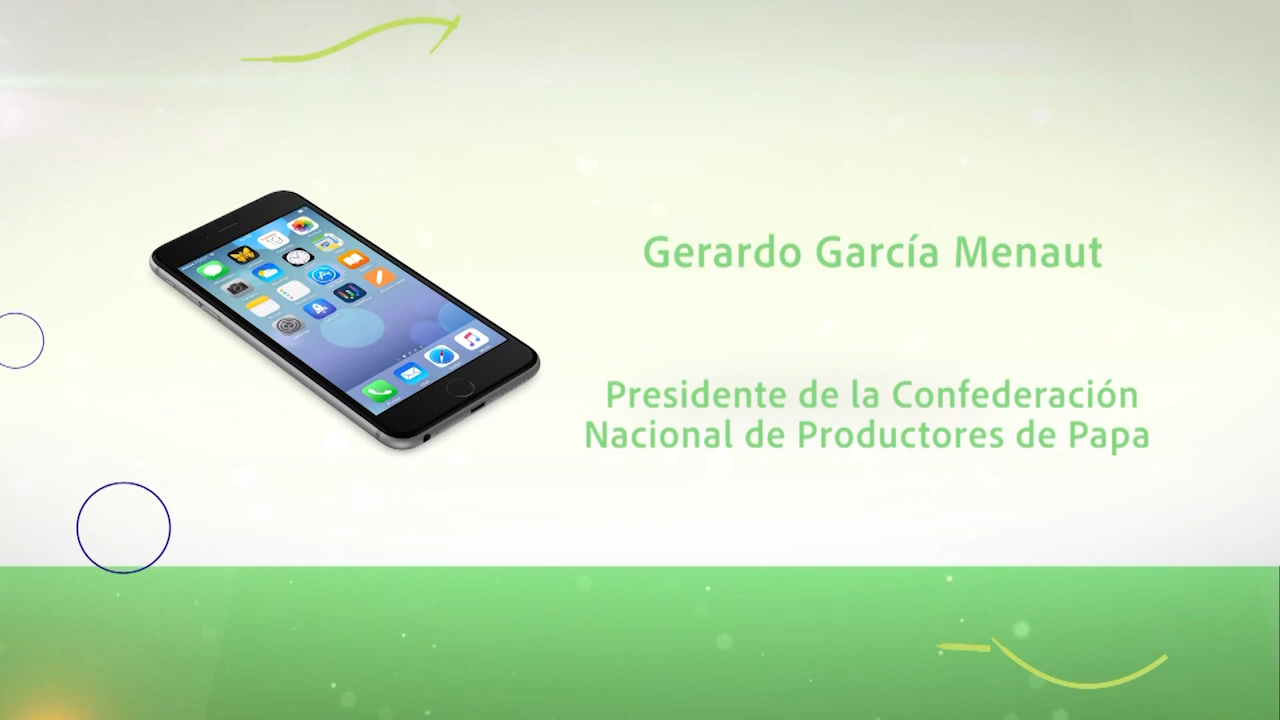 Gerardo García Menaut
Presidente de la Confederación
Nacional de Productores de Papa